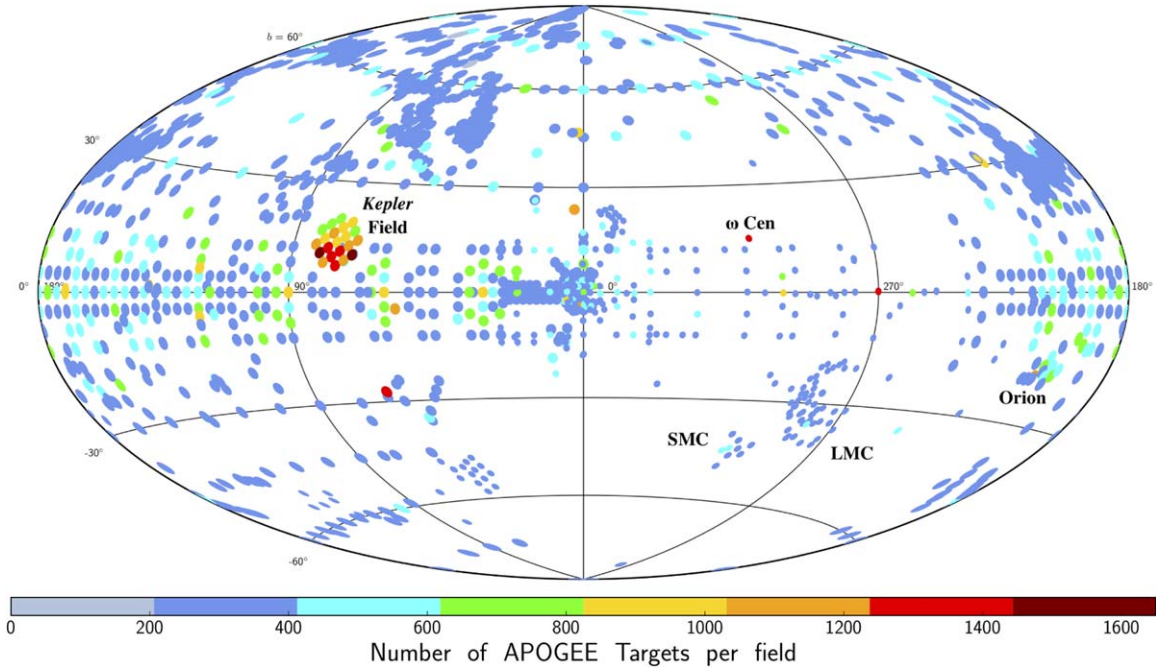 b = 60°
30°
Kepler
Field
ω Cen
0° 180°
90°
0°
270°
180°
Orion
SMC
LMC
-30°
-60°
0 200 400 600 800 1000 1200 1400 1600
Number of APOGEE Targets per field